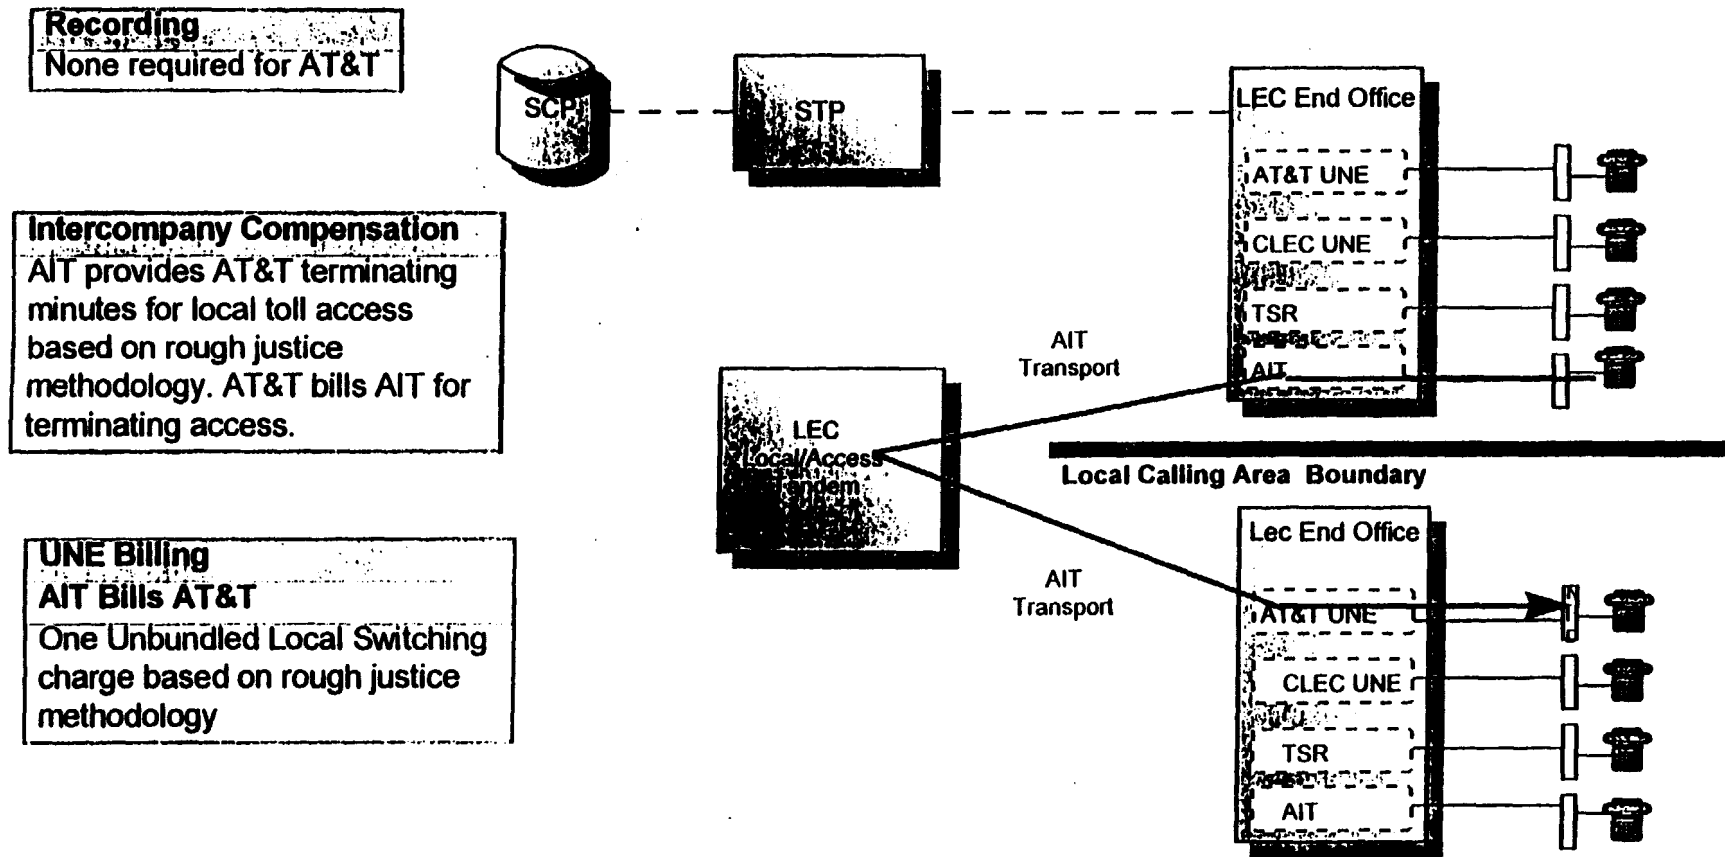 Recording
None required for AT&T
Intercompany Compensation
AIT provides AT&T terminating
minutes for local toll access
based on rough justice
methodology. AT&T bills AIT for
terminating access.
UNE Billing
AIT Bills AT&T
One Unbundled Local Switching
charge based on rough justice
methodology
SCP
STP
LEC End Office
AT&T UNE
CLEC UNE
TSR
AIT
AIT
Transport
LEC
Local/Access
Tandem
Local Calling Area Boundary
AIT
Transport
Lec End Office
AT&T UNE
CLEC UNE
TSR
AIT